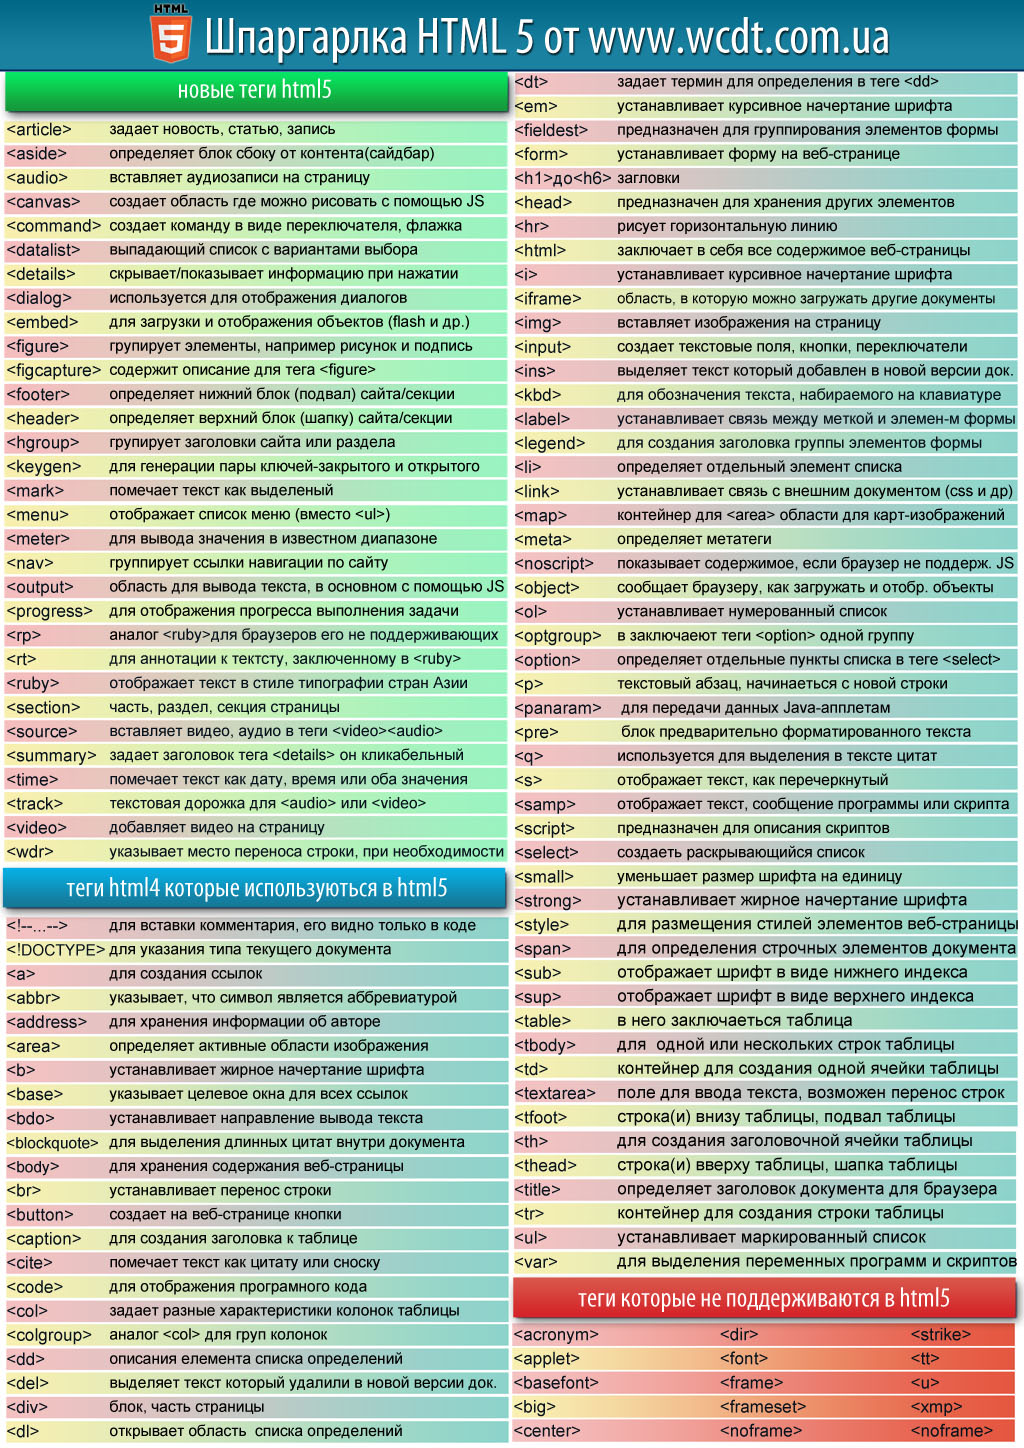 HTML
5
Шпаргарлка HTML 5 от www.wcdt.com.ua
новые теги html5
<article> задает новость, статью, запись
<aside> определяет блок сбоку от контента(сайдбар)
<audio> вставляет аудиозаписи на страницу
<canvas> создает область где можно рисовать с помощью JS
<command> создает команду в виде переключателя, флажка
<datalist> выпадающий список с вариантами выбора
<details> скрывает/показывает информацию при нажатии
<dialog> используется для отображения диалогов
<embed> для загрузки и отображения объектов (flash и др.)
<figure> групирует элементы, например рисунок и подпись
<figcapture> содержит описание для тега <figure>
<footer> определяет нижний блок (подвал) сайта/секции
<header> определяет верхний блок (шапку) сайта/секции
<hgroup> групирует заголовки сайта или раздела
<keygen> для генерации пары ключей-закрытого и открытого
<mark> помечает текст как выделеный
<menu> отображает список меню (вместо <ul>)
<meter> для вывода значения в известном диапазоне
<nav> группирует ссылки навигации по сайту
<output> область для вывода текста, в основном с помощью JS
<progress> для отображения прогресса выполнения задачи
<rp> аналог <ruby>для браузеров его не поддерживающих
<rt> для аннотации к тектсту, заключенному в <ruby>
<ruby> отображает текст в стиле типографии стран Азии
<section> часть, раздел, секция страницы
<source> вставляет видео, аудио в теги <video><audio>
<summary> задает заголовок тега <details> он кликабельный
<time> помечает текст как дату, время или оба значения
<track> текстовая дорожка для <audio> или <video>
<video> добавляет видео на страницу
<wdr> указывает место переноса строки, при необходимости
теги html4 которые используються в html5
<!--...--> для вставки комментария, его видно только в коде
<!DOCTYPE> для указания типа текущего документа
<a> для создания ссылок
<abbr> указывает, что символ является аббревиатурой
<address> для хранения информации об авторе
<area> определяет активные области изображения
<b> устанавливает жирное начертание шрифта
<base> указывает целевое окна для всех ссылок
<bdo> устанавливает направление вывода текста
<blockquote> для выделения длинных цитат внутри документа
<body> для хранения содержания веб-страницы
<br> устанавливает перенос строки
<button> создает на веб-странице кнопки
<caption> для создания заголовка к таблице
<cite> помечает текст как цитату или сноску
<code> для отображения програмного кода
<col> задает разные характеристики колонок таблицы
<colgroup> аналог <col> для груп колонок
<dd> описания елемента списка определений
<del> выделяет текст который удалили в новой версии док.
<div> блок, часть страницы
<dl> открывает область списка определений
<dt> задает термин для определения в теге <dd>
<em> устанавливает курсивное начертание шрифта
<fieldest> предназначен для группирования элементов формы
<form> устанавливает форму на веб-странице
<h1>до<h6> загловки
<head> предназначен для хранения других элементов
<hr> рисует горизонтальную линию
<html> заключает в себя все содержимое веб-страницы
<i> устанавливает курсивное начертание шрифта
<iframe> область, в которую можно загружать другие документы
<img> вставляет изображения на страницу
<input> создает текстовые поля, кнопки, переключатели
<ins> выделяет текст который добавлен в новой версии док.
<kbd> для обозначения текста, набираемого на клавиатуре
<label> устанавливает связь между меткой и элемен-м формы
<legend> для создания заголовка группы элементов формы
<li> определяет отдельный элемент списка
<link> устанавливает связь с внешним документом (css и др)
<map> контейнер для <area> области для карт-изображений
<meta> определяет метатеги
<noscript> показывает содержимое, если браузер не поддерж. JS
<object> сообщает браузеру, как загружать и отобр. объекты
<ol> устанавливает нумерованный список
<optgroup> в заключаеют теги <option> одной группу
<option> определяет отдельные пункты списка в теге <select>
<p> текстовый абзац, начинаеться с новой строки
<panaram> для передачи данных Java-апплетам
<pre> блок предварительно форматированного текста
<q> используется для выделения в тексте цитат
<s> отображает текст, как перечеркнутый
<samp> отображает текст, сообщение программы или скрипта
<script> предназначен для описания скриптов
<select> создаеть раскрывающийся список
<small> уменьшает размер шрифта на единицу
<strong> устанавливает жирное начертание шрифта
<style> для размещения стилей элементов веб-страницы
<span> для определения строчных элементов документа
<sub> отображает шрифт в виде нижнего индекса
<sup> отображает шрифт в виде верхнего индекса
<table> в него заключаеться таблица
<tbody> для одной или нескольких строк таблицы
<td> контейнер для создания одной ячейки таблицы
<textarea> поле для ввода текста, возможен перенос строк
<tfoot> строка(и) внизу таблицы, подвал таблицы
<th> для создания заголовочной ячейки таблицы
<thead> строка(и) вверху таблицы, шапка таблицы
<title> определяет заголовок документа для браузера
<tr> контейнер для создания строки таблицы
<ul> устанавливает маркированный список
<var> для выделения переменных программ и скриптов
теги которые не поддерживаются в html5
<acronym> <dir> <strike>
<applet> <font> <tt>
<basefont> <frame> <u>
<big> <frameset> <xmp>
<center> <noframe> <noframe>